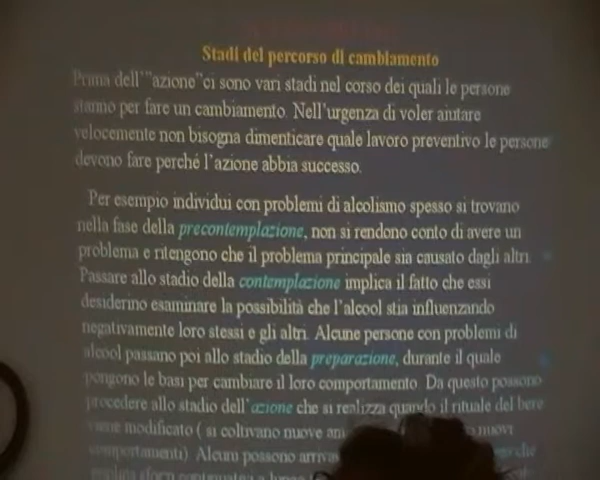 Stadi del percorso di cambiamento
Prima dell'"azione"ci sono vari stadi nel corso dei quali le persone
stanno per fare un cambiamento. Nell'urgenza di voler aiutare
velocemente non bisogna dimenticare quale lavoro preventivo le persone
devono fare perché l'azione abbia successo.
Per esempio individui con problemi di alcolismo spesso si trovano
nella fase della precontemplazione, non si rendono conto di avere un
problema e ritengono che il problema principale sia causato dagli altri.
Passare allo stadio della contemplazione implica il fatto che essi
desiderino esaminare la possibilità che l'alcool stia influenzando
negativamente loro stessi e gli altri. Alcune persone con problemi di
alcool passano poi allo stadio della preparazione, durante il quale
pongono le basi per cambiare il loro comportamento. Da questo possono
procedere allo stadio dell'azione che si realizza quando il rituale del bere
viene modificato ( si coltivano nuove nuovi
comportamenti). Alcuni possono